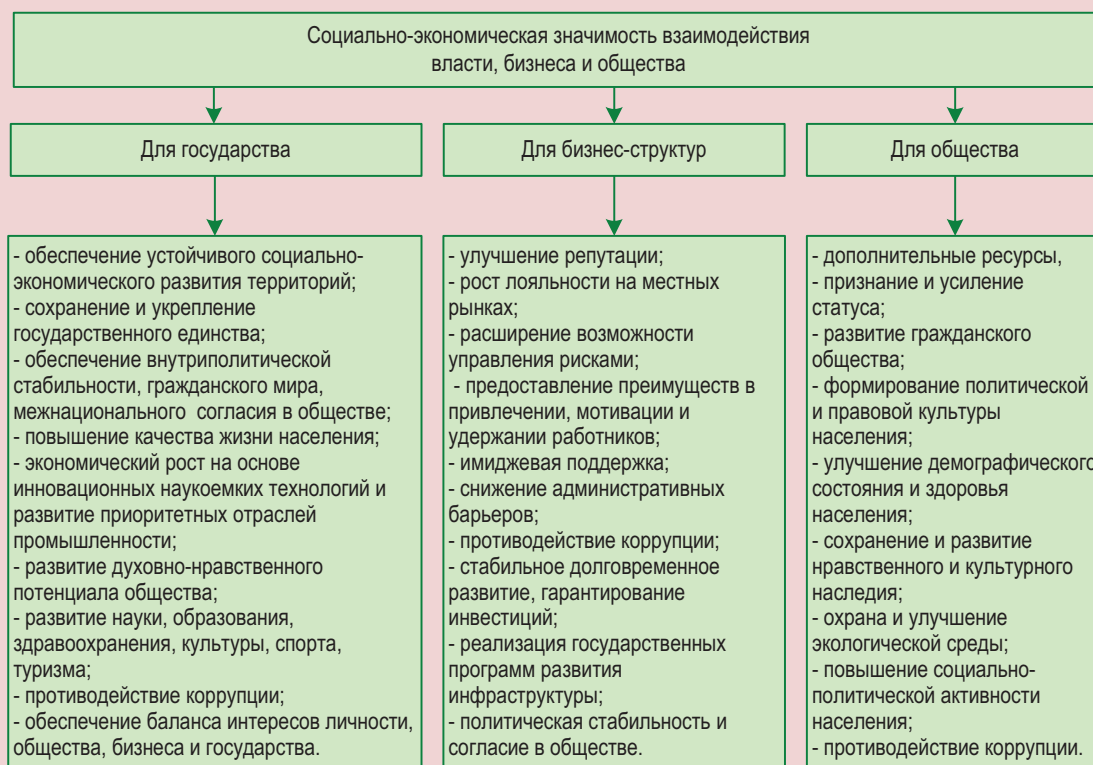 Социально-экономическая значимость взаимодействия
власти, бизнеса и общества
Для государства
Для бизнес-структур
Для общества
- обеспечение устойчивого социально-
экономического развития территорий;
- сохранение и укрепление
государственного единства;
- обеспечение внутриполитической
стабильности, гражданского мира,
межнационального согласия в обществе;
- повышение качества жизни населения;
- экономический рост на основе
инновационных наукоемких технологий и
развитие приоритетных отраслей
промышленности;
- развитие духовно-нравственного
потенциала общества;
- развитие науки, образования,
здравоохранения, культуры, спорта,
туризма;
- противодействие коррупции;
- обеспечение баланса интересов личности,
общества, бизнеса и государства.
- улучшение репутации;
- рост лояльности на местных
рынках;
- расширение возможности
управления рисками;
- предоставление преимуществ в
привлечении, мотивации и
удержании работников;
- имиджевая поддержка;
- снижение административных
барьеров;
- противодействие коррупции;
- стабильное долговременное
развитие, гарантирование
инвестиций;
- реализация государственных
программ развития
инфраструктуры;
- политическая стабильность и
согласие в обществе.
- дополнительные ресурсы,
- признание и усиление
статуса;
- развитие гражданского
общества;
- формирование политической
и правовой культуры
населения;
- улучшение демографического
состояния и здоровья
населения;
- сохранение и развитие
нравственного и культурного
наследия;
- охрана и улучшение
экологической среды;
- повышение социально-
политической активности
населения;
- противодействие коррупции.